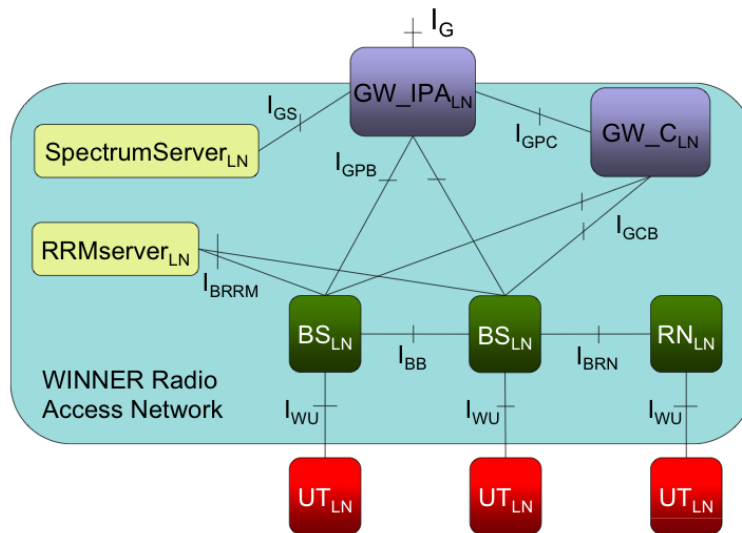 I_G
GW_IPA_LN
I_GS
GW_C_LN
SpectrumServer_LN
I_GPC
I_GPB
I_GCB
RRMserver_LN
I_BRRM
BS_LN
BS_LN
RN_LN
I_BB
I_BRN
WINNER Radio
Access Network
I_WU
I_WU
I_WU
UT_LN
UT_LN
UT_LN